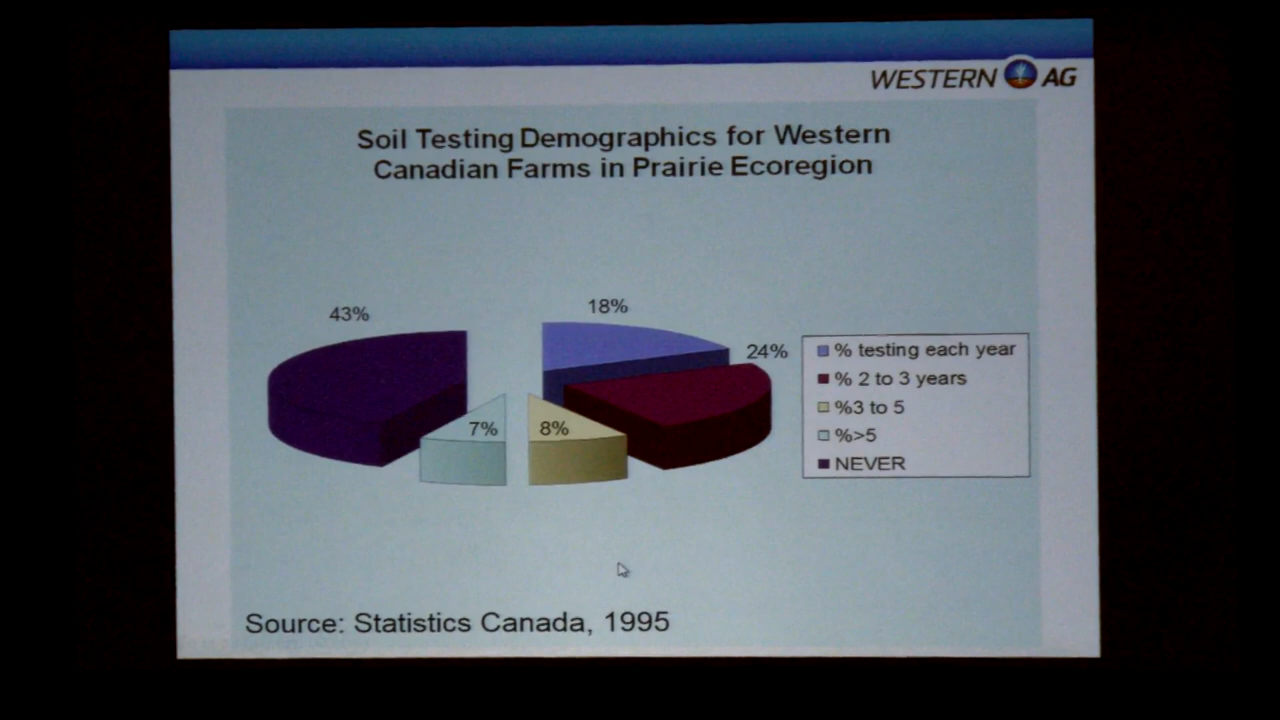 WESTERN AG
Soil Testing Demographics for Western
Canadian Farms in Prairie Ecoregion
43%
18%
24%
7%
8%
% testing each year
% 2 to 3 years
%3 to 5
%>5
NEVER
Source: Statistics Canada, 1995